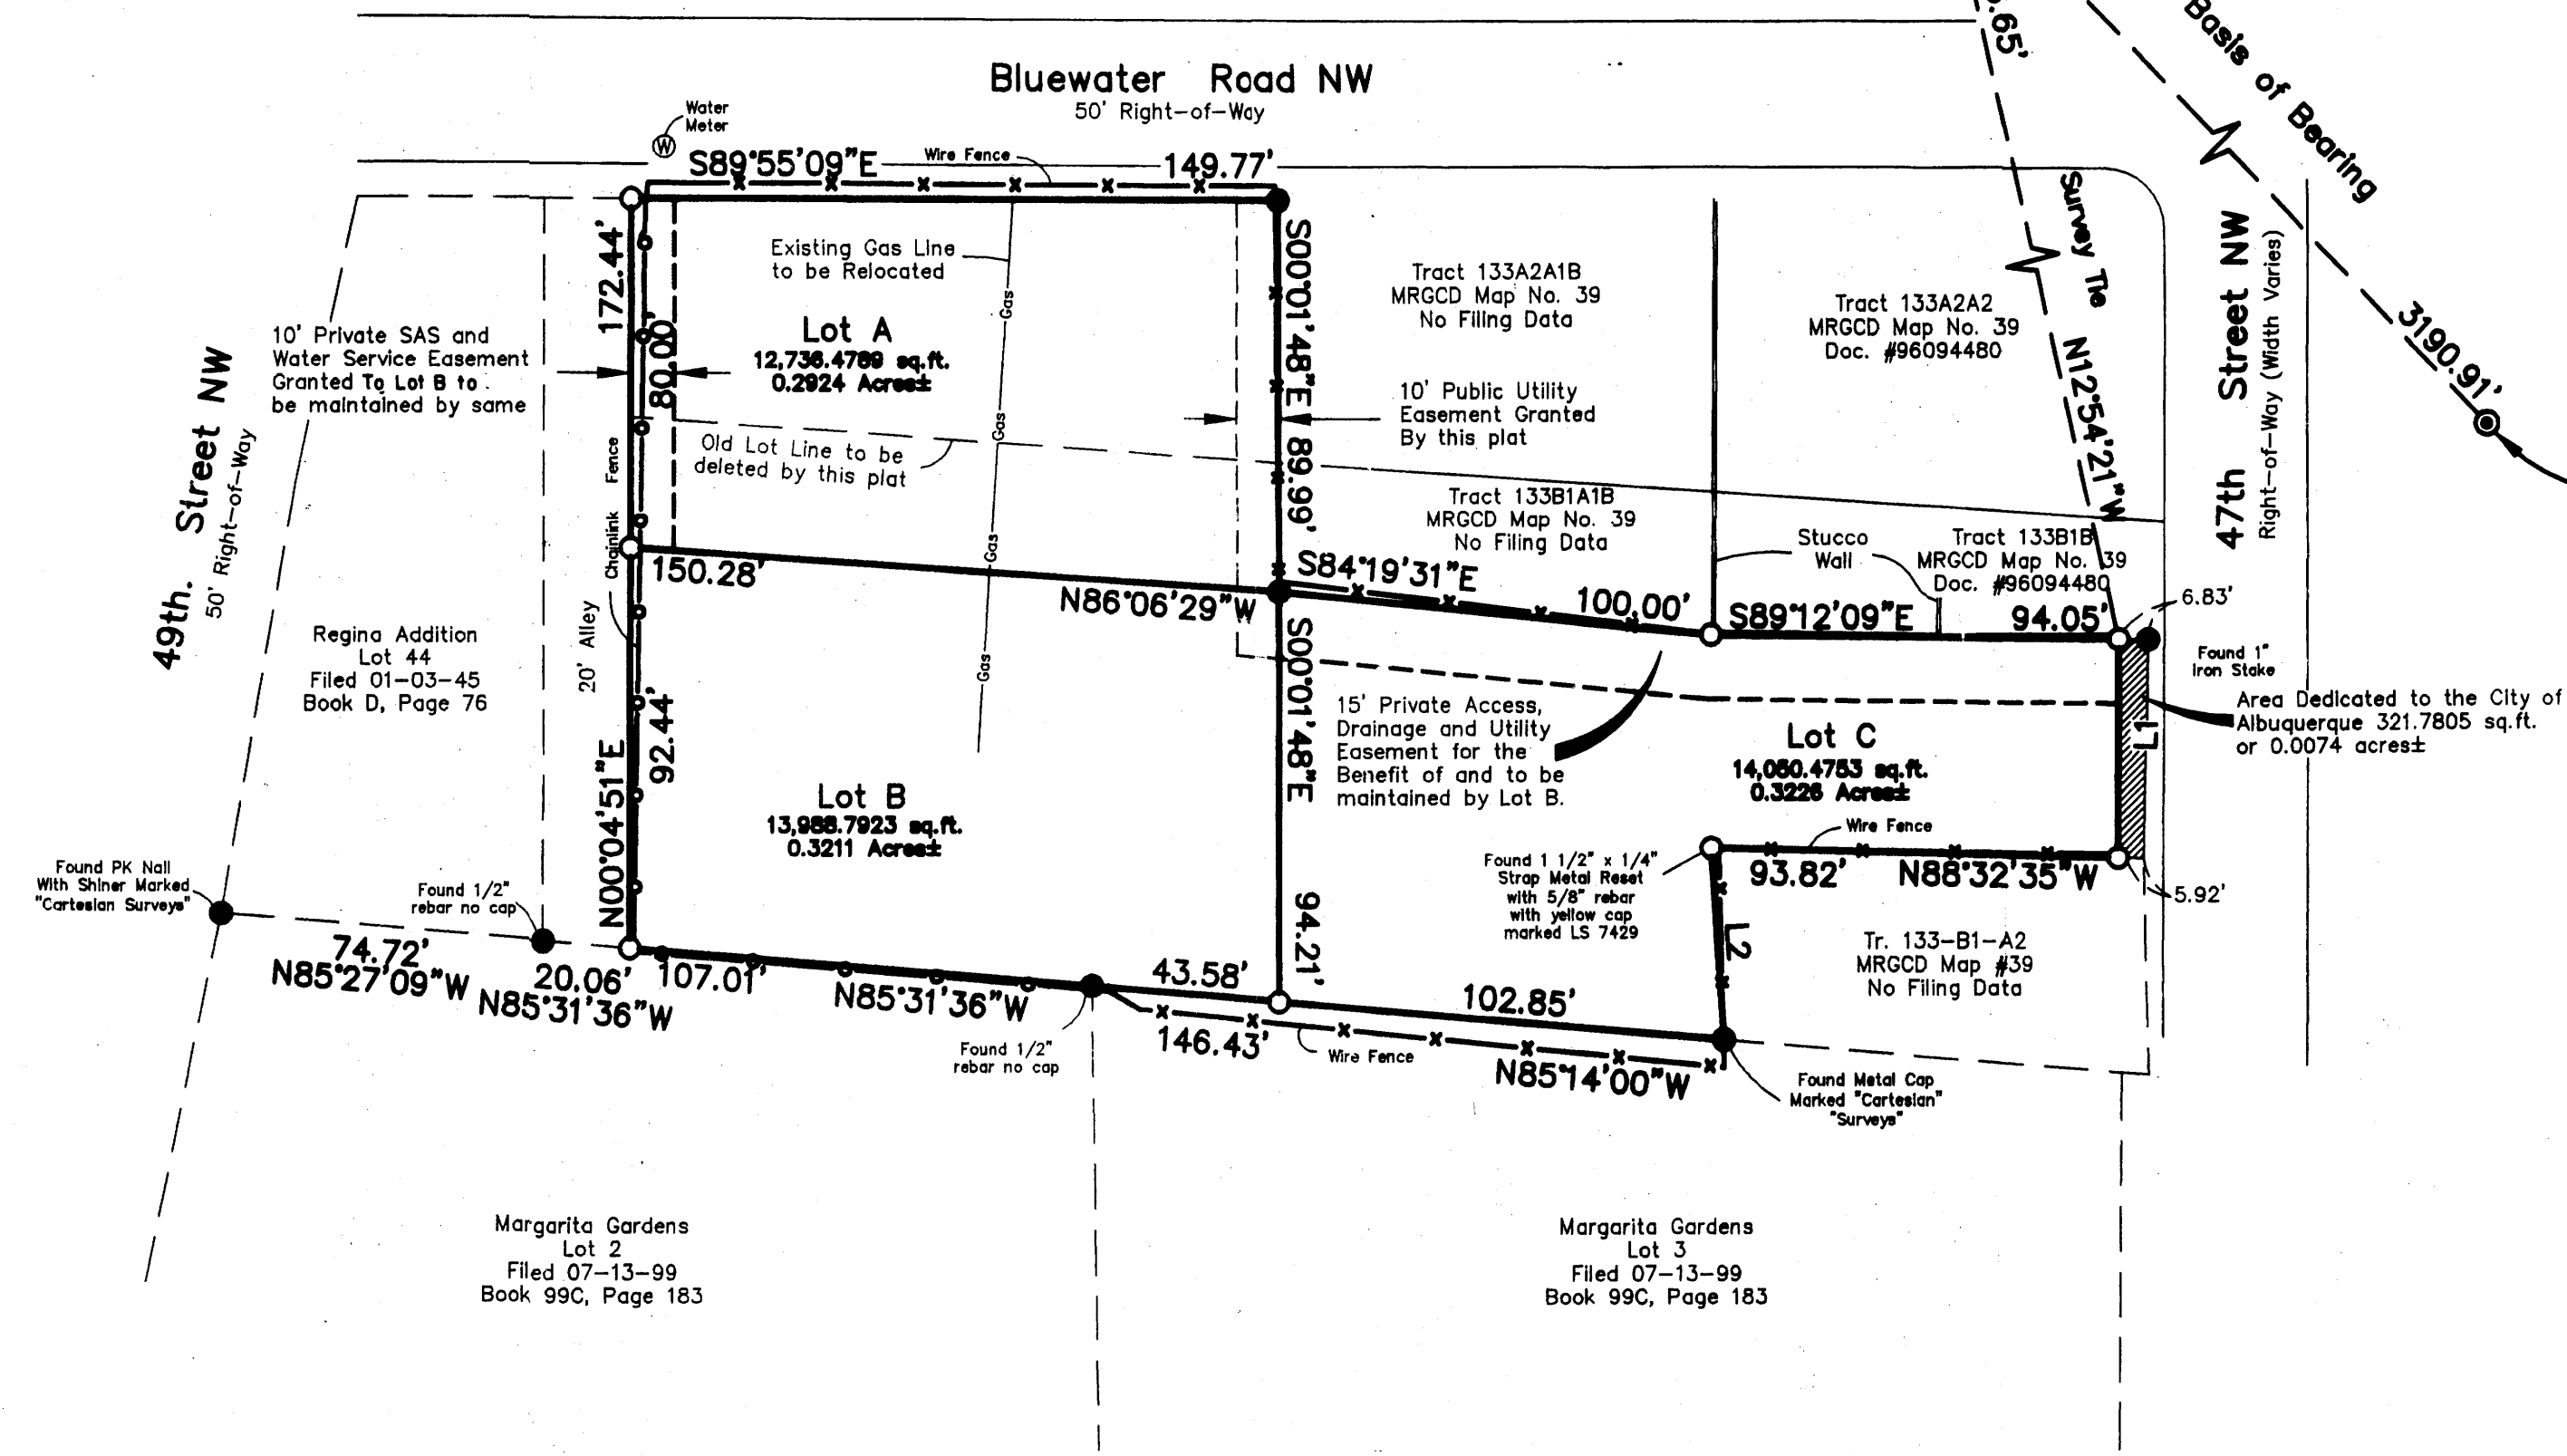 Bluewater Road NW
50' Right-of-Way
Basis of Bearing
3190.91'
Water
Meter
W
S89°55'09"E
Wire Fence
149.77'
Survey Tie N12°54'21"W
47th Street NW
Right-of-Way (Width Varies)
49th. Street NW
50' Right-of-Way
10' Private SAS and
Water Service Easement
Granted To Lot B to
be maintained by same
172.44'
80.00'
Existing Gas Line
to be Relocated
Gas
Gas
Gas
Gas
Lot A
12,736.4789 sq.ft.
0.2924 Acres±
Old Lot Line to be
deleted by this plat
S00°01'48"E 89.99'
10' Public Utility
Easement Granted
By this plat
Tract 133A2A1B
MRGCD Map No. 39
No Filing Data
Tract 133A2A2
MRGCD Map No. 39
Doc. #96094480
Tract 133B1A1B
MRGCD Map No. 39
No Filing Data
Stucco
Wall
Tract 133B1B
MRGCD Map No. 39
Doc. #96094480
Chainlink Fence
20' Alley
150.28'
N86°06'29"W
S84°19'31"E
100.00'
S89°12'09"E
94.05'
6.83'
Found 1"
Iron Stake
Area Dedicated to the City of
Albuquerque 321.7805 sq.ft.
or 0.0074 acres±
L1
Regina Addition
Lot 44
Filed 01-03-45
Book D, Page 76
N00°04'51"E
92.44'
Lot B
13,988.7923 sq.ft.
0.3211 Acres±
S00°01'48"E
94.21'
15' Private Access,
Drainage and Utility
Easement for the
Benefit of and to be
maintained by Lot B.
Lot C
14,050.4753 sq.ft.
0.3226 Acres±
Wire Fence
93.82'
N88°32'35"W
5.92'
Found 1 1/2" x 1/4"
Strap Metal Reset
with 5/8" rebar
with yellow cap
marked LS 7429
L2
Tr. 133-B1-A2
MRGCD Map #39
No Filing Data
Found PK Nail
With Shiner Marked
"Cartesian Surveys"
Found 1/2"
rebar no cap
74.72'
N85°27'09"W
20.06'
N85°31'36"W
107.01'
N85°31'36"W
43.58'
102.85'
146.43'
Wire Fence
N85°14'00"W
Found 1/2"
rebar no cap
Found Metal Cap
Marked "Cartesian"
"Surveys"
Margarita Gardens
Lot 2
Filed 07-13-99
Book 99C, Page 183
Margarita Gardens
Lot 3
Filed 07-13-99
Book 99C, Page 183